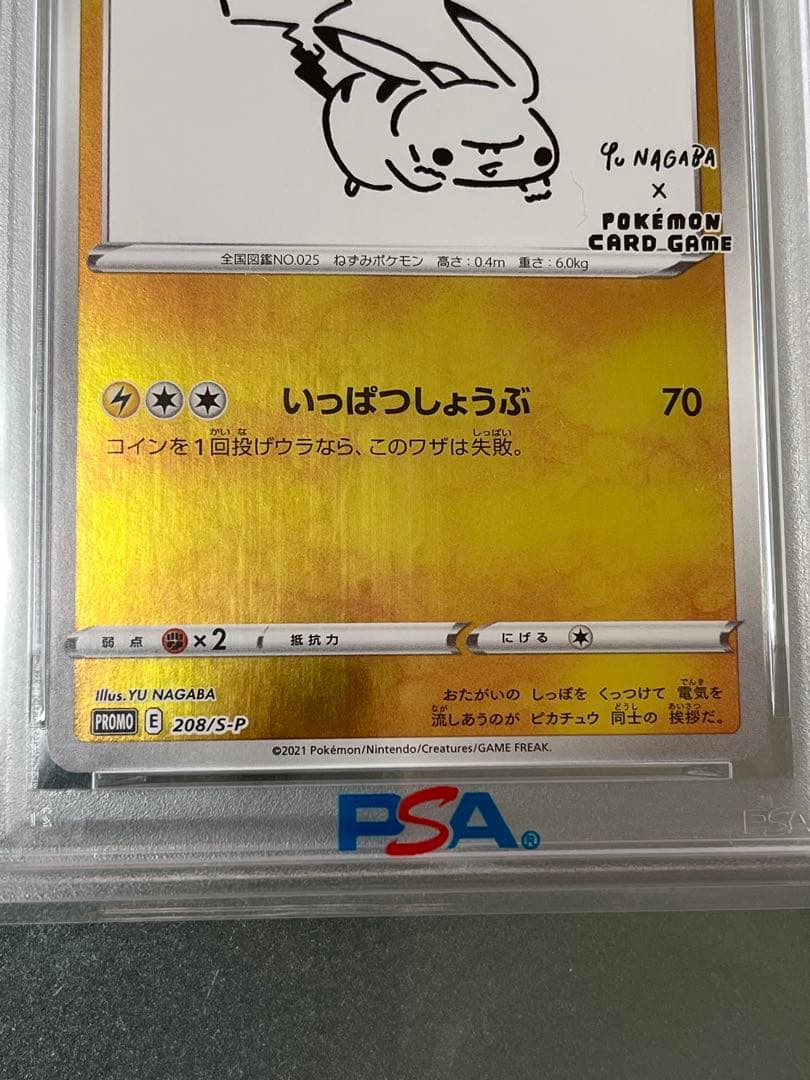 YU NAGABA
×
POKÉMON
CARD GAME
全国図鑑NO.025 ねずみポケモン 高さ:0.4m 重さ:6.0kg
いっぱつしょうぶ 70
コインを1回投げウラなら、このワザは失敗。
弱点 ×2 抵抗力 にげる
Illus.YU NAGABA
PROMO E 208/S-P
おたがいの しっぽを くっつけて 電気を
流しあうのが ピカチュウ 同士の 挨拶だ。
©2021 Pokémon/Nintendo/Creatures/GAME FREAK.
PSA®
PSA